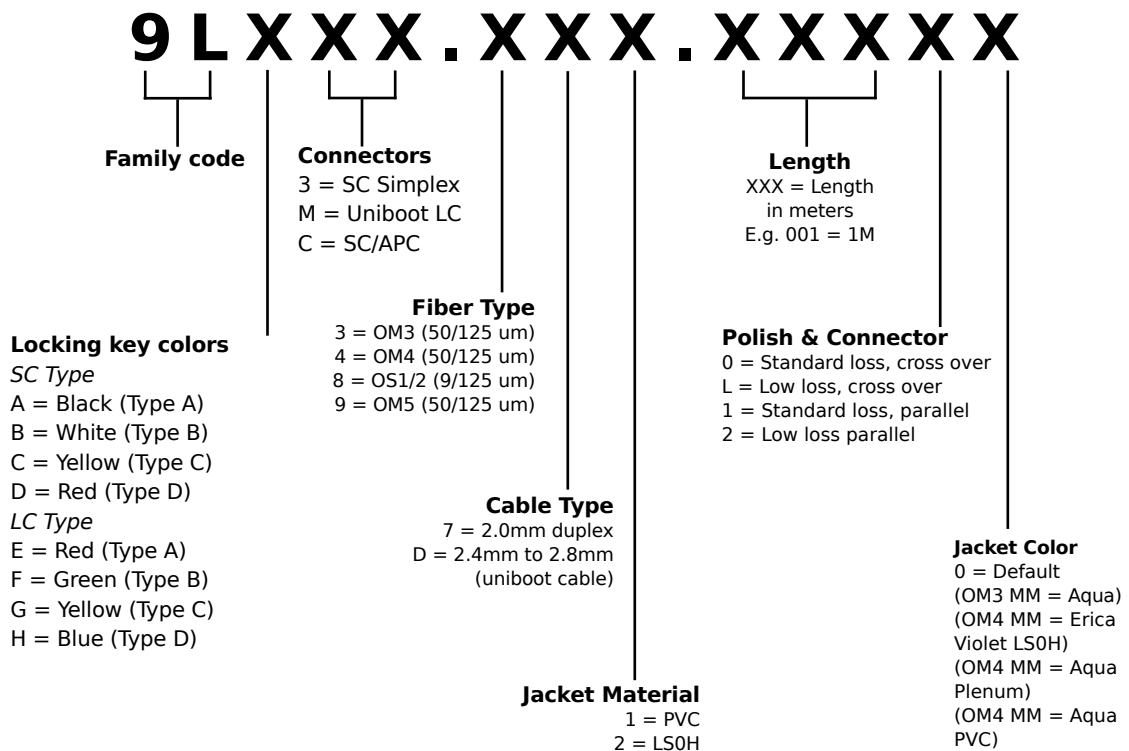 9LXXX.XXX.XXXXX
Family code
Connectors
3 = SC Simplex
M = Uniboot LC
C = SC/APC
Length
XXX = Length
in meters
E.g. 001 = 1M
Fiber Type
3 = OM3 (50/125 um)
4 = OM4 (50/125 um)
8 = OS1/2 (9/125 um)
9 = OM5 (50/125 um)
Locking key colors
SC Type
A = Black (Type A)
B = White (Type B)
C = Yellow (Type C)
D = Red (Type D)
LC Type
E = Red (Type A)
F = Green (Type B)
G = Yellow (Type C)
H = Blue (Type D)
Polish & Connector
0 = Standard loss, cross over
L = Low loss, cross over
1 = Standard loss, parallel
2 = Low loss parallel
Cable Type
7 = 2.0mm duplex
D = 2.4mm to 2.8mm
(uniboot cable)
Jacket Color
0 = Default
(OM3 MM = Aqua)
(OM4 MM = Erica
Violet LS0H)
(OM4 MM = Aqua
Plenum)
(OM4 MM = Aqua
PVC)
Jacket Material
1 = PVC
2 = LS0H